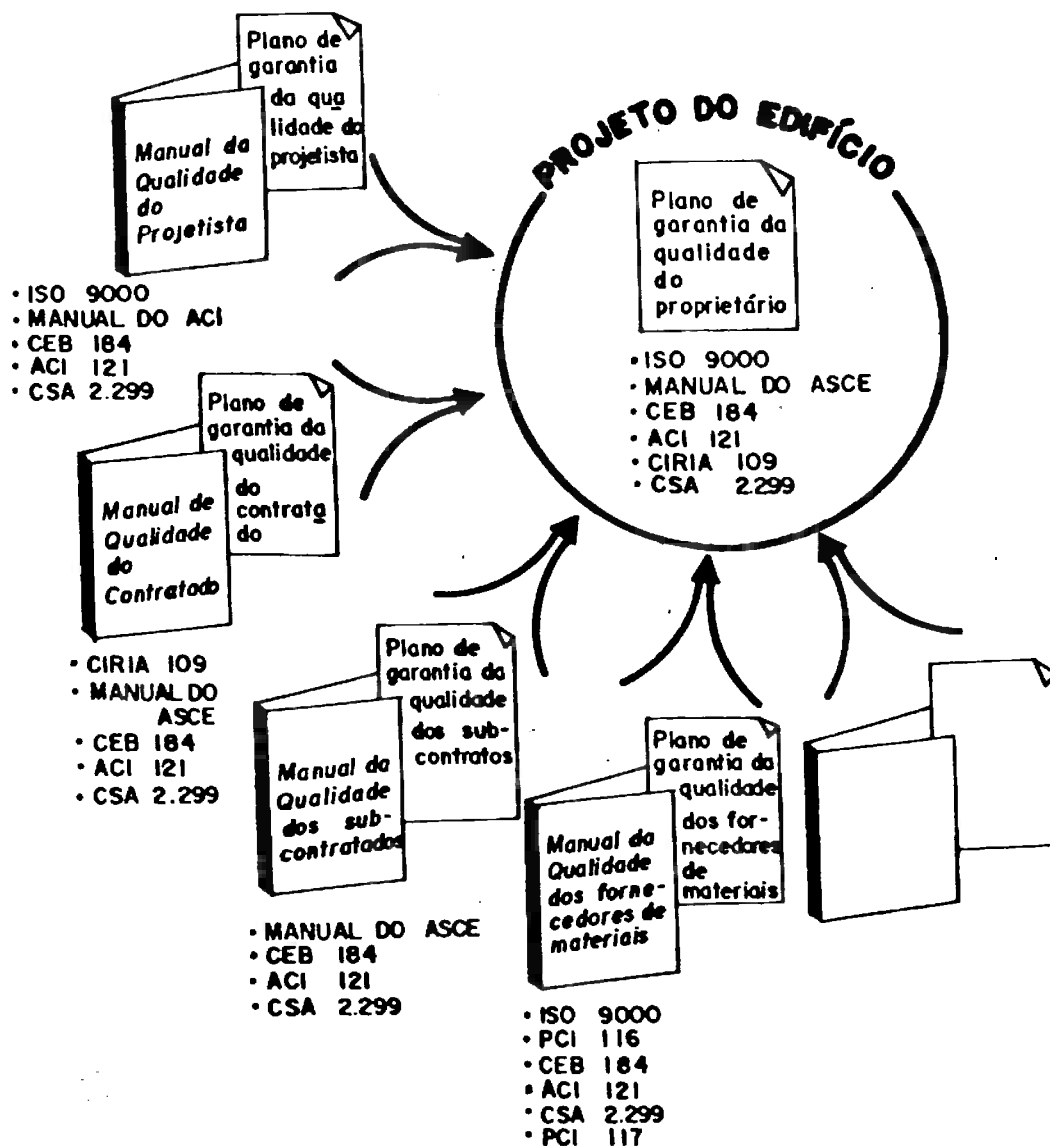 Plano de
garantia
da qua
lidade do
projetista
Manual da
Qualidade
do
Projetista
• ISO 9000
• MANUAL DO ACI
• CEB 184
• ACI 121
• CSA 2.299
PROJETO DO EDIFÍCIO
Plano de
garantia da
qualidade
do
proprietário
• ISO 9000
• MANUAL DO ASCE
• CEB 184
• ACI 121
• CIRIA 109
• CSA 2.299
Plano de
garantia da
qualidade
do
contrata
do
Manual de
Qualidade
do
Contratado
• CIRIA 109
• MANUAL DO
ASCE
• CEB 184
• ACI 121
• CSA 2.299
Plano de
garantia da
qualidade
dos sub-
contratos
Manual da
Qualidade
dos sub-
contratados
• MANUAL DO ASCE
• CEB 184
• ACI 121
• CSA 2.299
Plano de
garantia da
qualidade
dos for-
necedores
de
materiais
Manual da
Qualidade
dos forne-
cedores de
materiais
• ISO 9000
• PCI 116
• CEB 184
• ACI 121
• CSA 2.299
• PCI 117